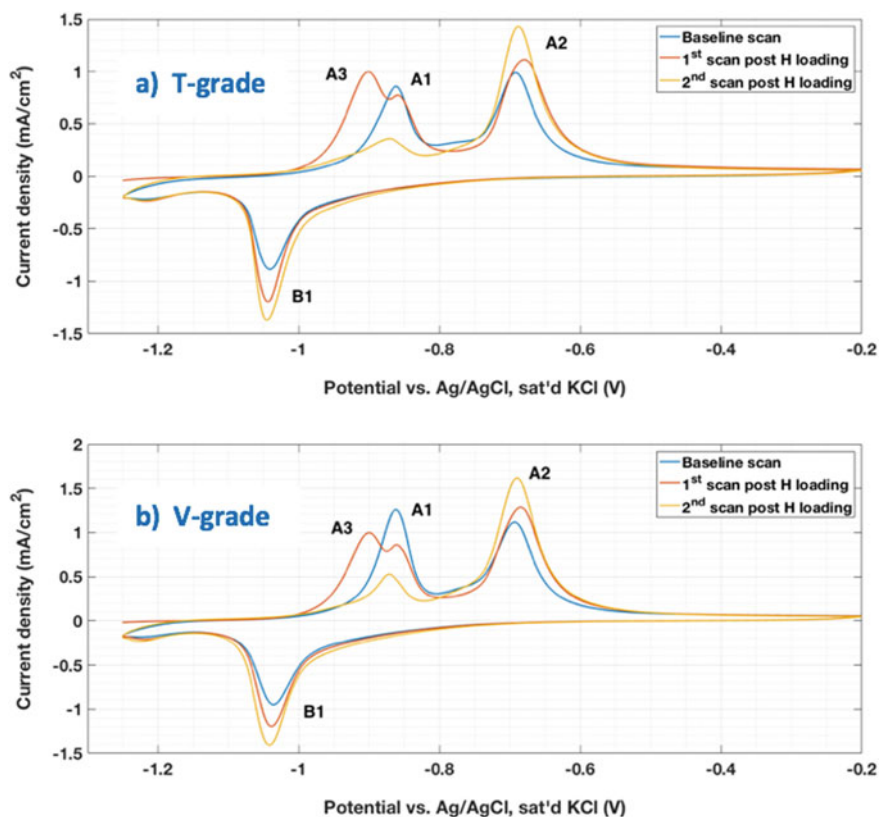 a) T-grade
A3
A1
A2
B1
Baseline scan
1st scan post H loading
2nd scan post H loading
Current density (mA/cm2)
1.5
1
0.5
0
-0.5
-1
-1.5
-1.2
-1
-0.8
-0.6
-0.4
-0.2
Potential vs. Ag/AgCl, sat'd KCl (V)
b) V-grade
A3
A1
A2
B1
Baseline scan
1st scan post H loading
2nd scan post H loading
Current density (mA/cm2)
2
1.5
1
0.5
0
-0.5
-1
-1.5
-1.2
-1
-0.8
-0.6
-0.4
-0.2
Potential vs. Ag/AgCl, sat'd KCl (V)